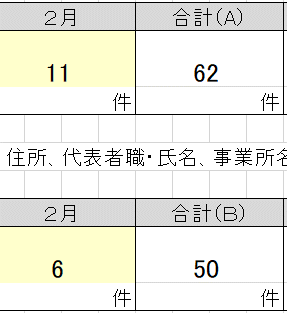 ２月 合計（Ａ）
11 62
件 件
住所、代表者職・氏名、事業所名
２月 合計（Ｂ）
6 50
件 件